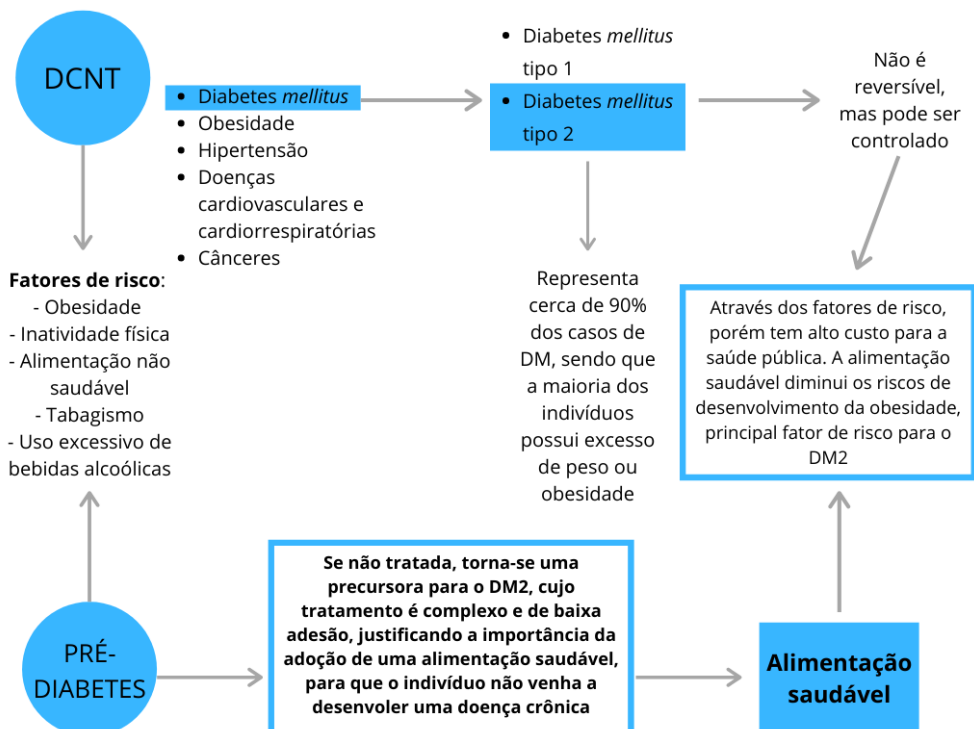 DCNT
• Diabetes mellitus
• Obesidade
• Hipertensão
• Doenças
cardiovasculares e
cardiorrespiratórias
• Cânceres
• Diabetes mellitus
tipo 1
• Diabetes mellitus
tipo 2
Não é
reversível,
mas pode ser
controlado
Fatores de risco:
- Obesidade
- Inatividade física
- Alimentação não
saudável
- Tabagismo
- Uso excessivo de
bebidas alcoólicas
Representa
cerca de 90%
dos casos de
DM, sendo que
a maioria dos
indivíduos
possui excesso
de peso ou
obesidade
Através dos fatores de risco,
porém tem alto custo para a
saúde pública. A alimentação
saudável diminui os riscos de
desenvolvimento da obesidade,
principal fator de risco para o
DM2
PRÉ-
DIABETES
Se não tratada, torna-se uma
precursora para o DM2, cujo
tratamento é complexo e de baixa
adesão, justificando a importância da
adoção de uma alimentação saudável,
para que o indivíduo não venha a
desenvoler uma doença crônica
Alimentação
saudável